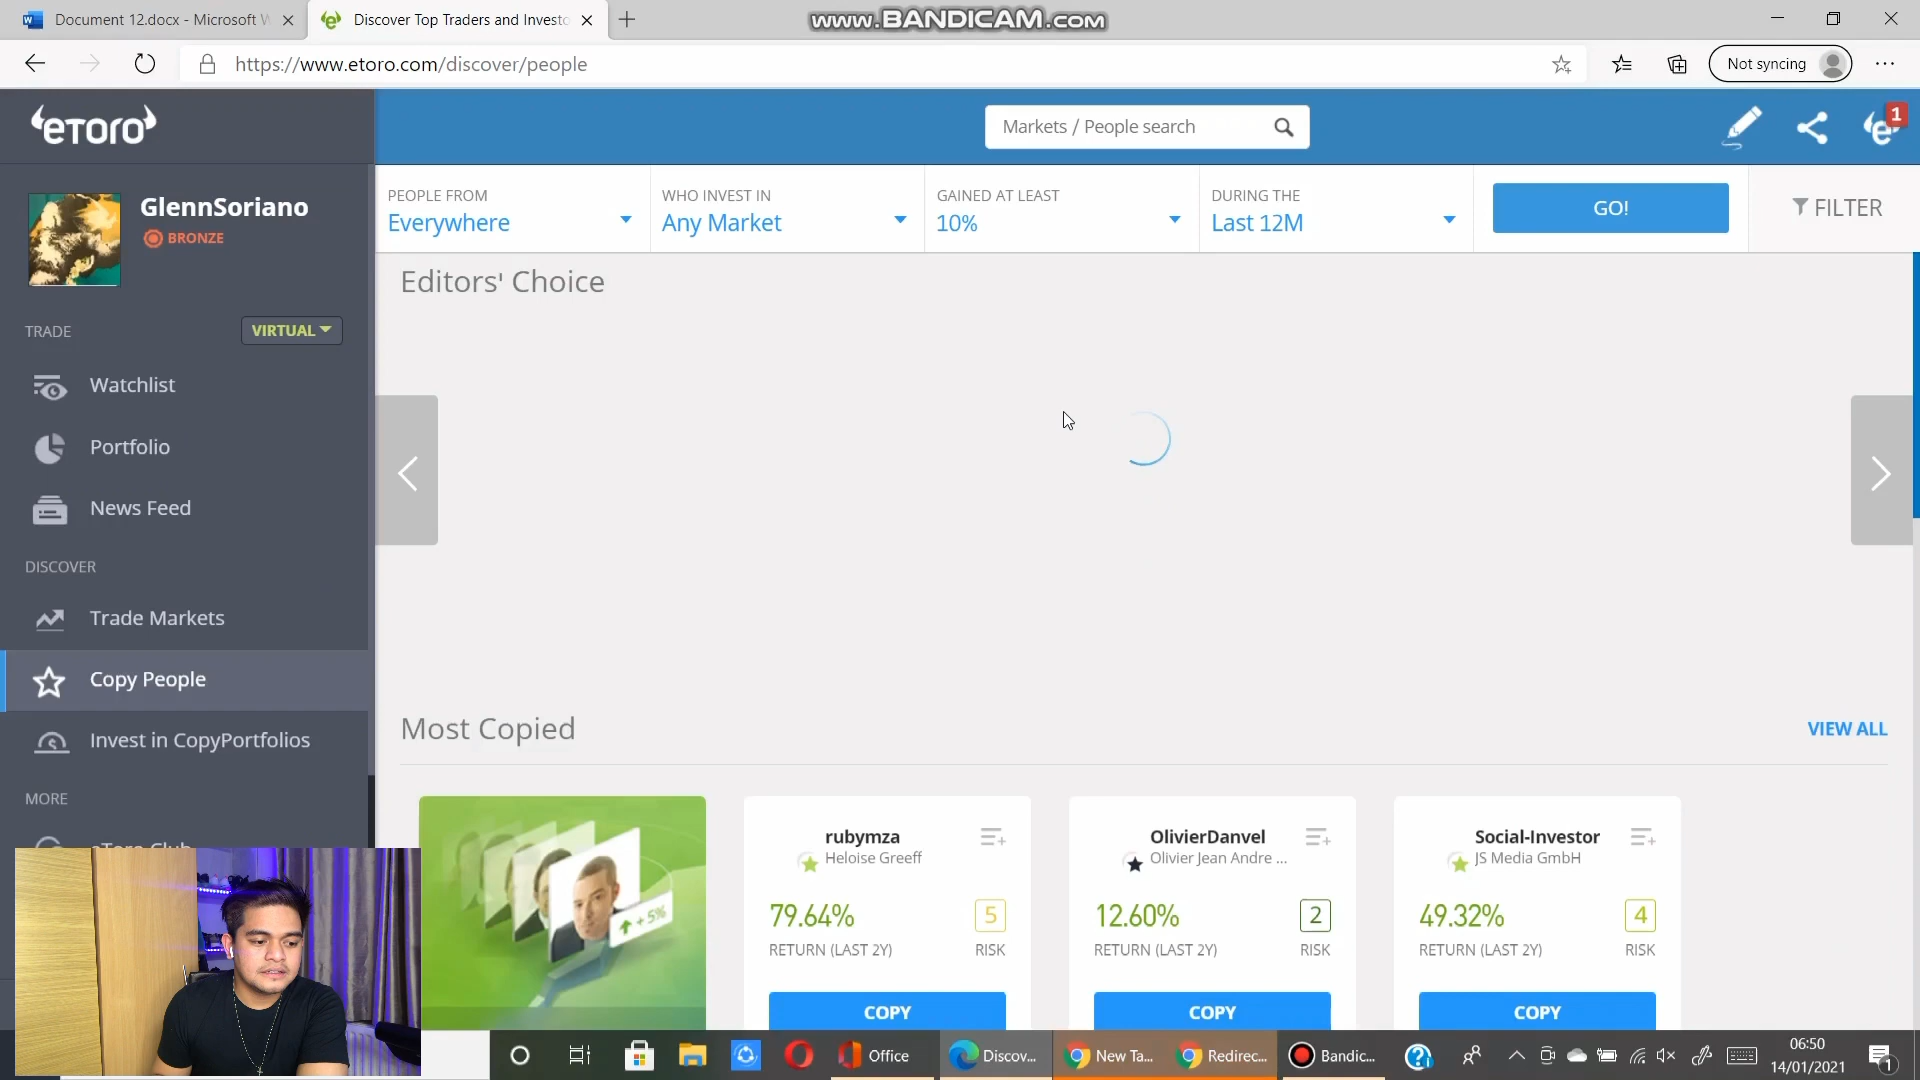 Document 12.docx - Microsoft W
Discover Top Traders and Investo
www.BANDICAM.com
https://www.etoro.com/discover/people
Not syncing
eToro
Markets / People search
1
GlennSoriano
BRONZE
PEOPLE FROM
Everywhere
WHO INVEST IN
Any Market
GAINED AT LEAST
10%
DURING THE
Last 12M
GO!
FILTER
TRADE
VIRTUAL
Watchlist
Portfolio
News Feed
DISCOVER
Trade Markets
Copy People
Invest in CopyPortfolios
MORE
eToro Club
Editors' Choice
Most Copied
VIEW ALL
+5%
rubymza
Heloise Greeff
79.64%
5
RETURN (LAST 2Y)
RISK
COPY
OlivierDanvel
Olivier Jean Andre ...
12.60%
2
RETURN (LAST 2Y)
RISK
COPY
Social-Investor
JS Media GmbH
49.32%
4
RETURN (LAST 2Y)
RISK
COPY
Office
Discov...
New Ta...
Redirec...
Bandic...
06:50
14/01/2021
1